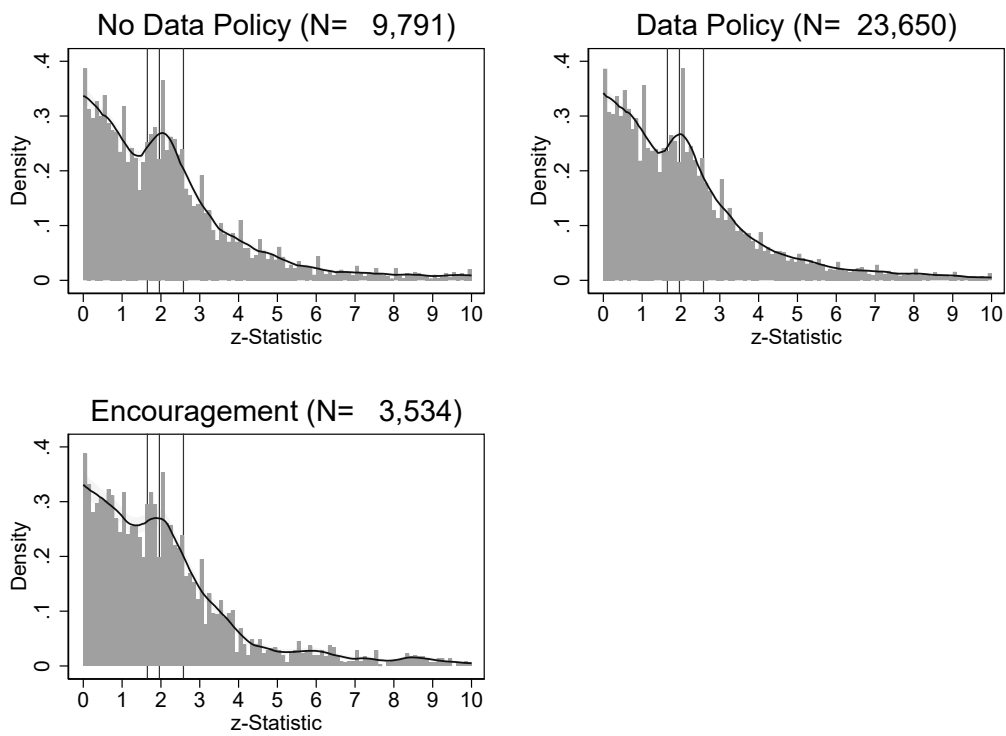 No Data Policy (N= 9,791)
Density
.4
.3
.2
.1
0
0 1 2 3 4 5 6 7 8 9 10
z-Statistic
Data Policy (N= 23,650)
Density
.4
.3
.2
.1
0
0 1 2 3 4 5 6 7 8 9 10
z-Statistic
Encouragement (N= 3,534)
Density
.4
.3
.2
.1
0
0 1 2 3 4 5 6 7 8 9 10
z-Statistic